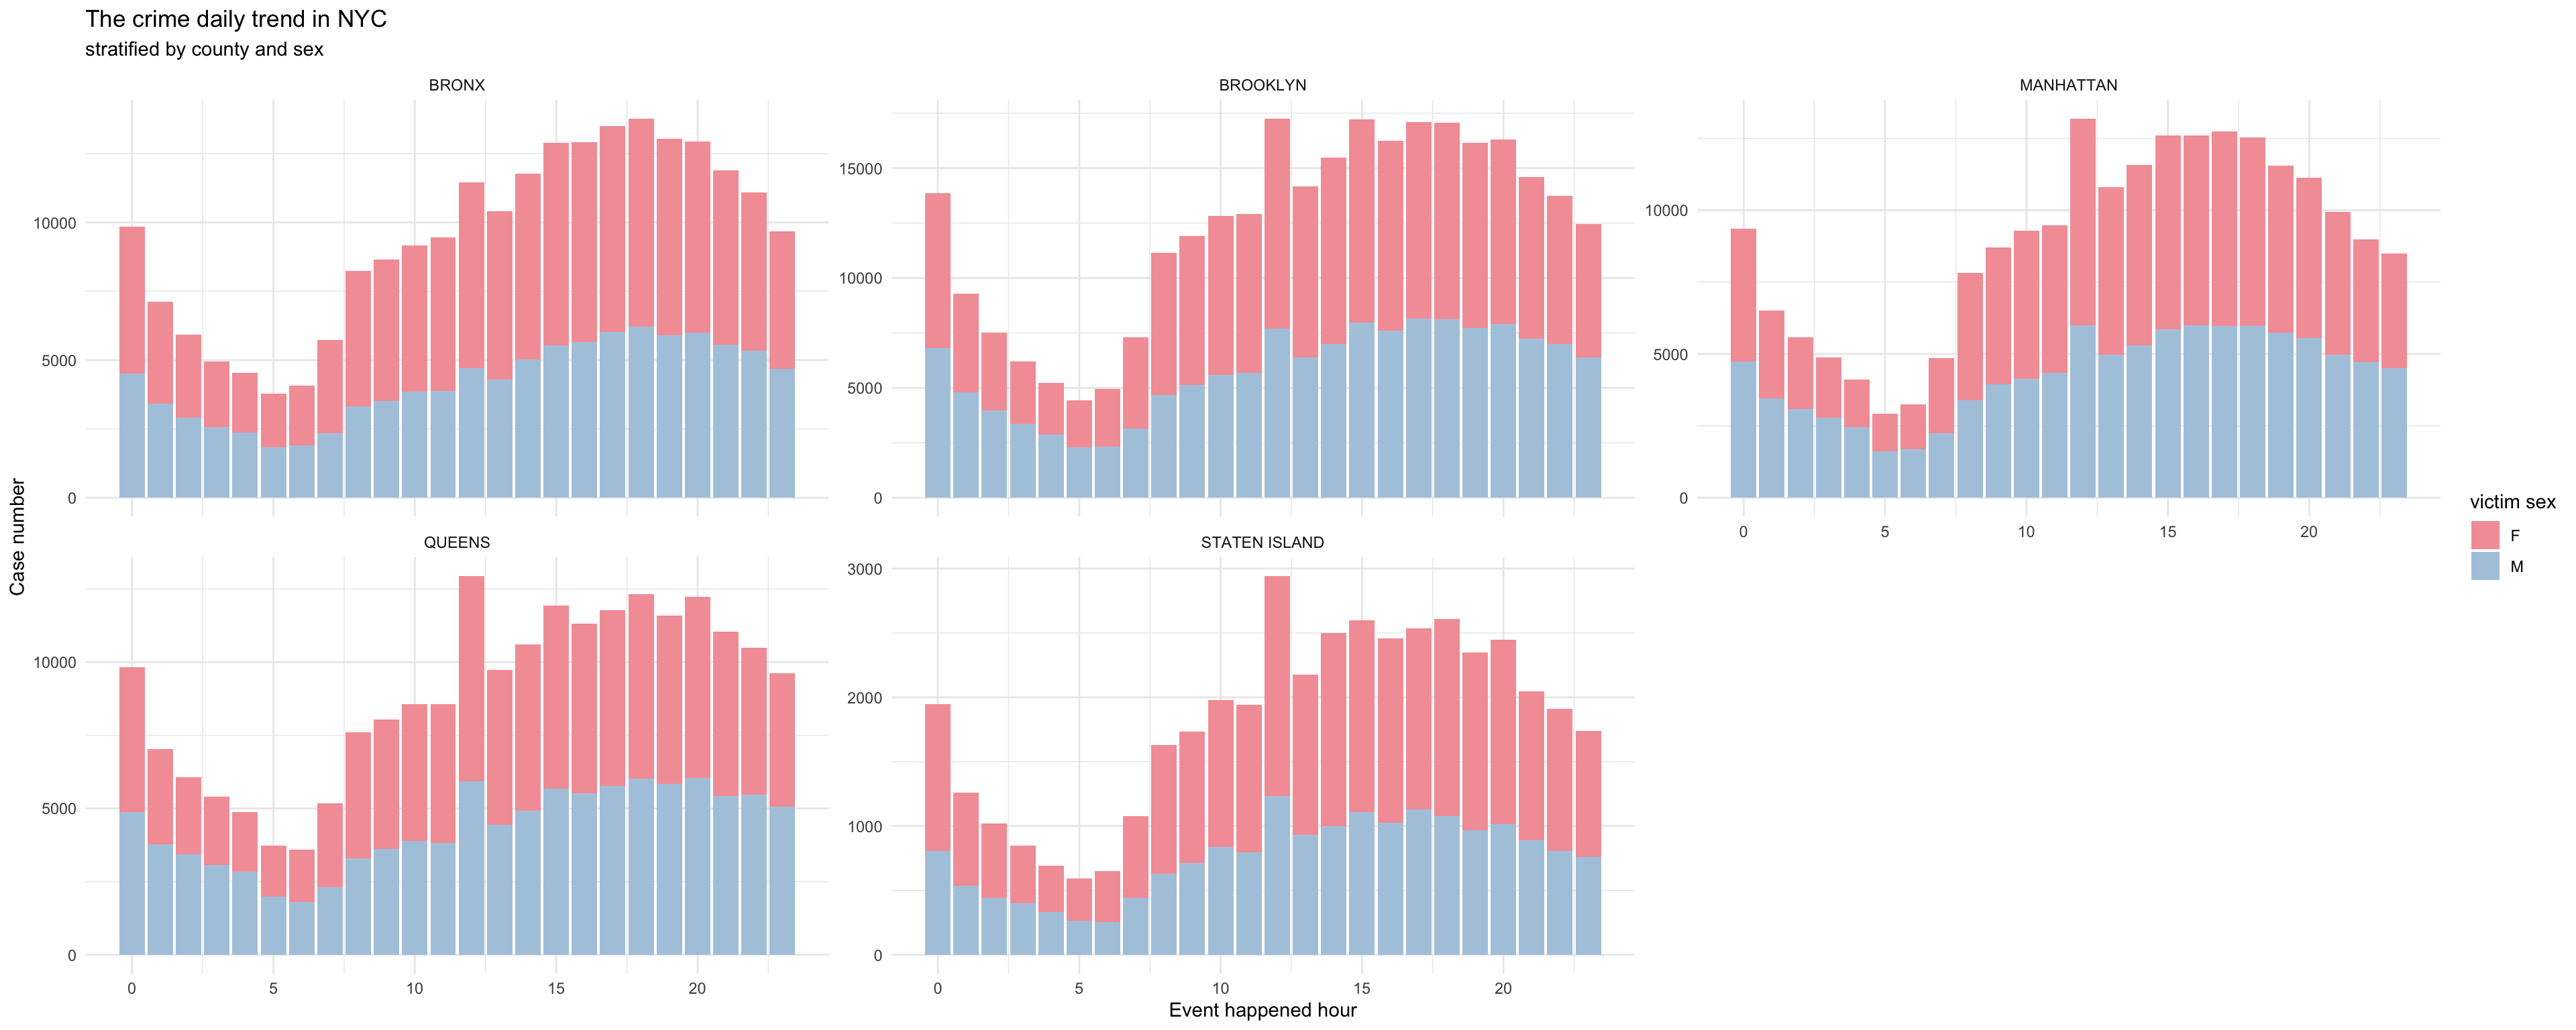 The crime daily trend in NYC
stratified by county and sex
BRONX
BROOKLYN
MANHATTAN
10000
5000
0
15000
10000
5000
0
10000
5000
0
0 5 10 15 20
Case number
victim sex
F
M
QUEENS
STATEN ISLAND
10000
5000
0
3000
2000
1000
0
0 5 10 15 20
0 5 10 15 20
Event happened hour